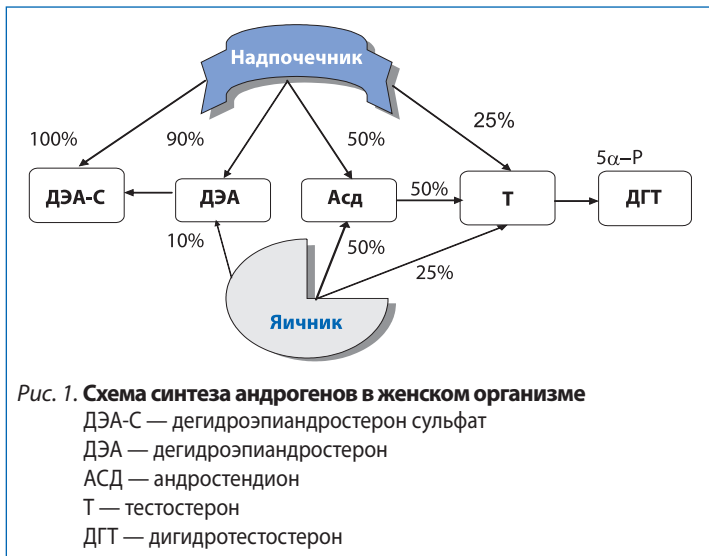 Надпочечник
100%
90%
50%
25%
5α–Р
ДЭА-С
ДЭА
Асд
50%
Т
ДГТ
10%
50%
25%
Яичник
Рис. 1. Схема синтеза андрогенов в женском организме
ДЭА-С — дегидроэпиандростерон сульфат
ДЭА — дегидроэпиандростерон
АСД — андростендион
Т — тестостерон
ДГТ — дигидротестостерон